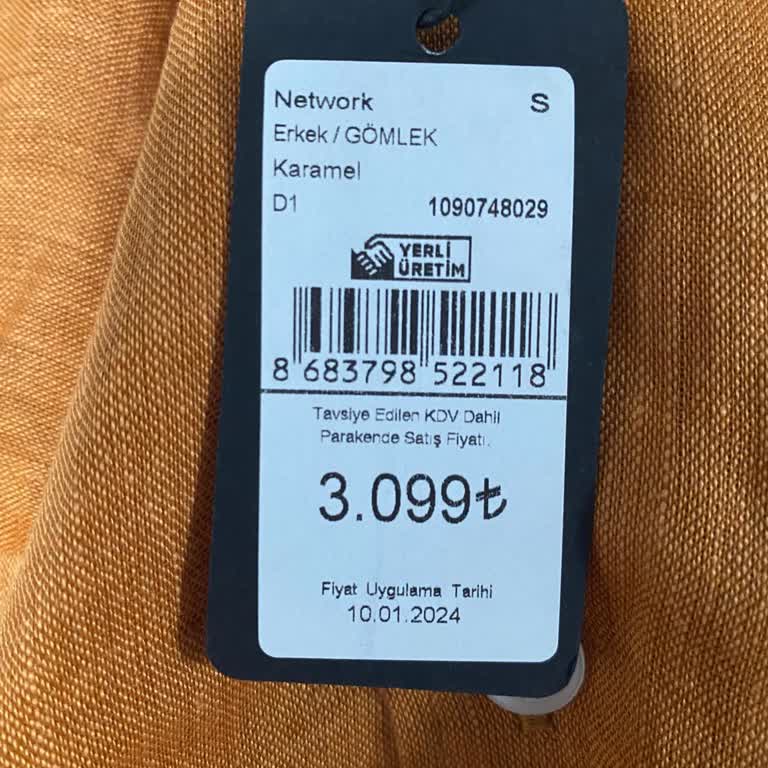 Network S
Erkek / GÖMLEK
Karamel
D1 1090748029
YERLİ
ÜRETİM
8 683798 522118
Tavsiye Edilen KDV Dahil
Parakende Satış Fiyatı.
3.099₺
Fiyat Uygulama Tarihi
10.01.2024